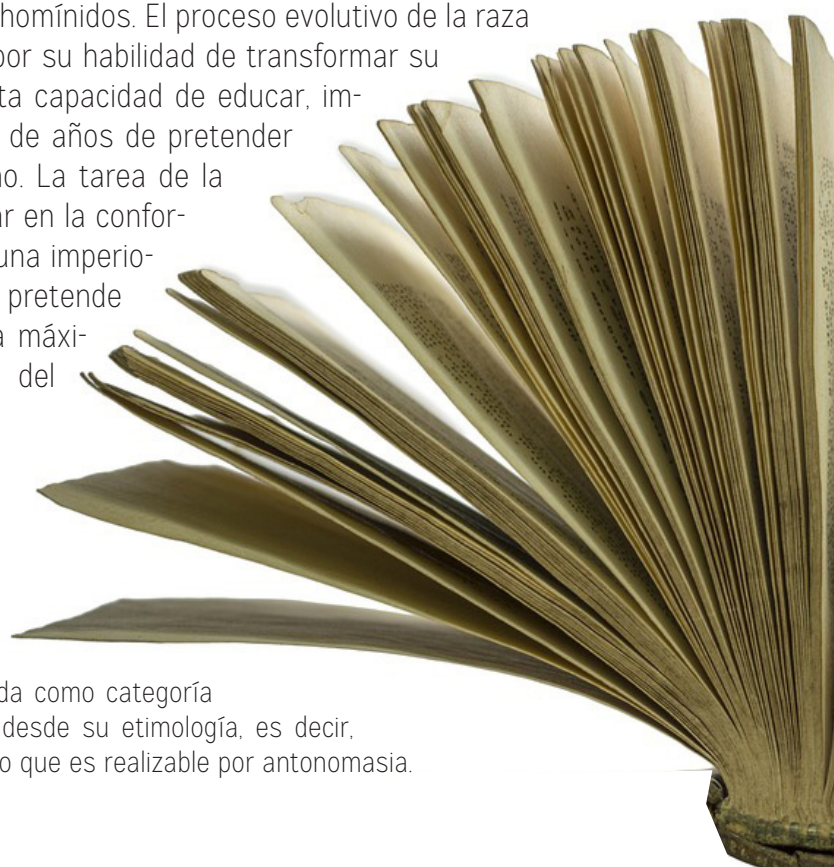 homínidos. El proceso evolutivo de la raza
por su habilidad de transformar su
ta capacidad de educar, im-
de años de pretender
no. La tarea de la
ar en la confor-
una imperio-
pretende
a máxi-
del
da como categoría
desde su etimología, es decir,
o que es realizable por antonomasia.